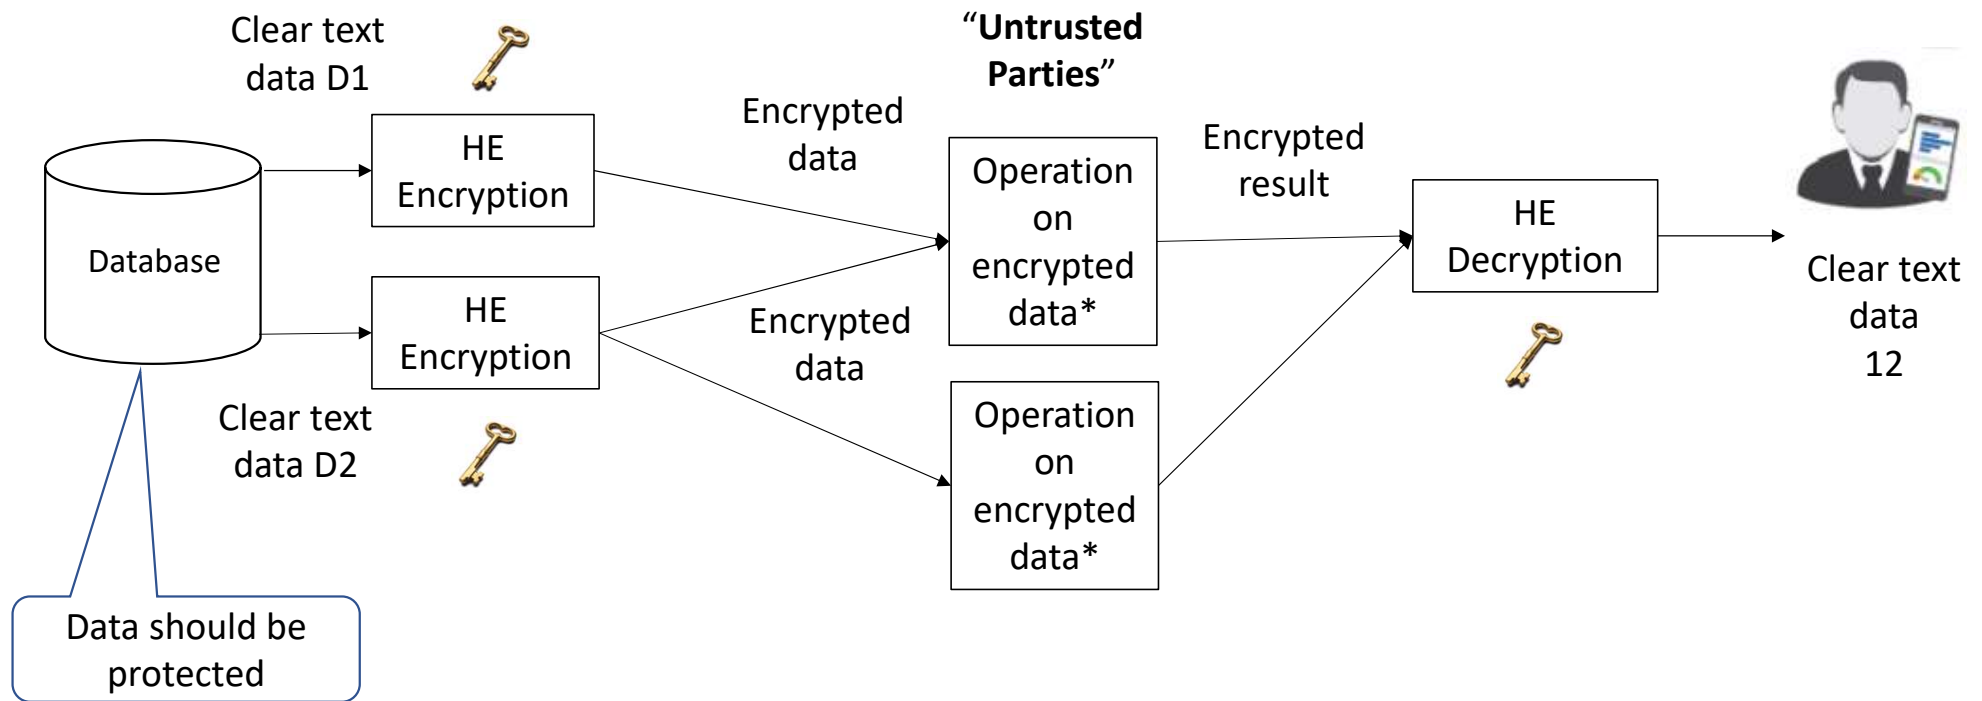 Clear text
data D1
“Untrusted
Parties”
HE
Encryption
Encrypted
data
Operation
on
encrypted
data*
Encrypted
result
HE
Decryption
Database
HE
Encryption
Encrypted
data
Clear text
data
12
Clear text
data D2
Operation
on
encrypted
data*
Data should be
protected